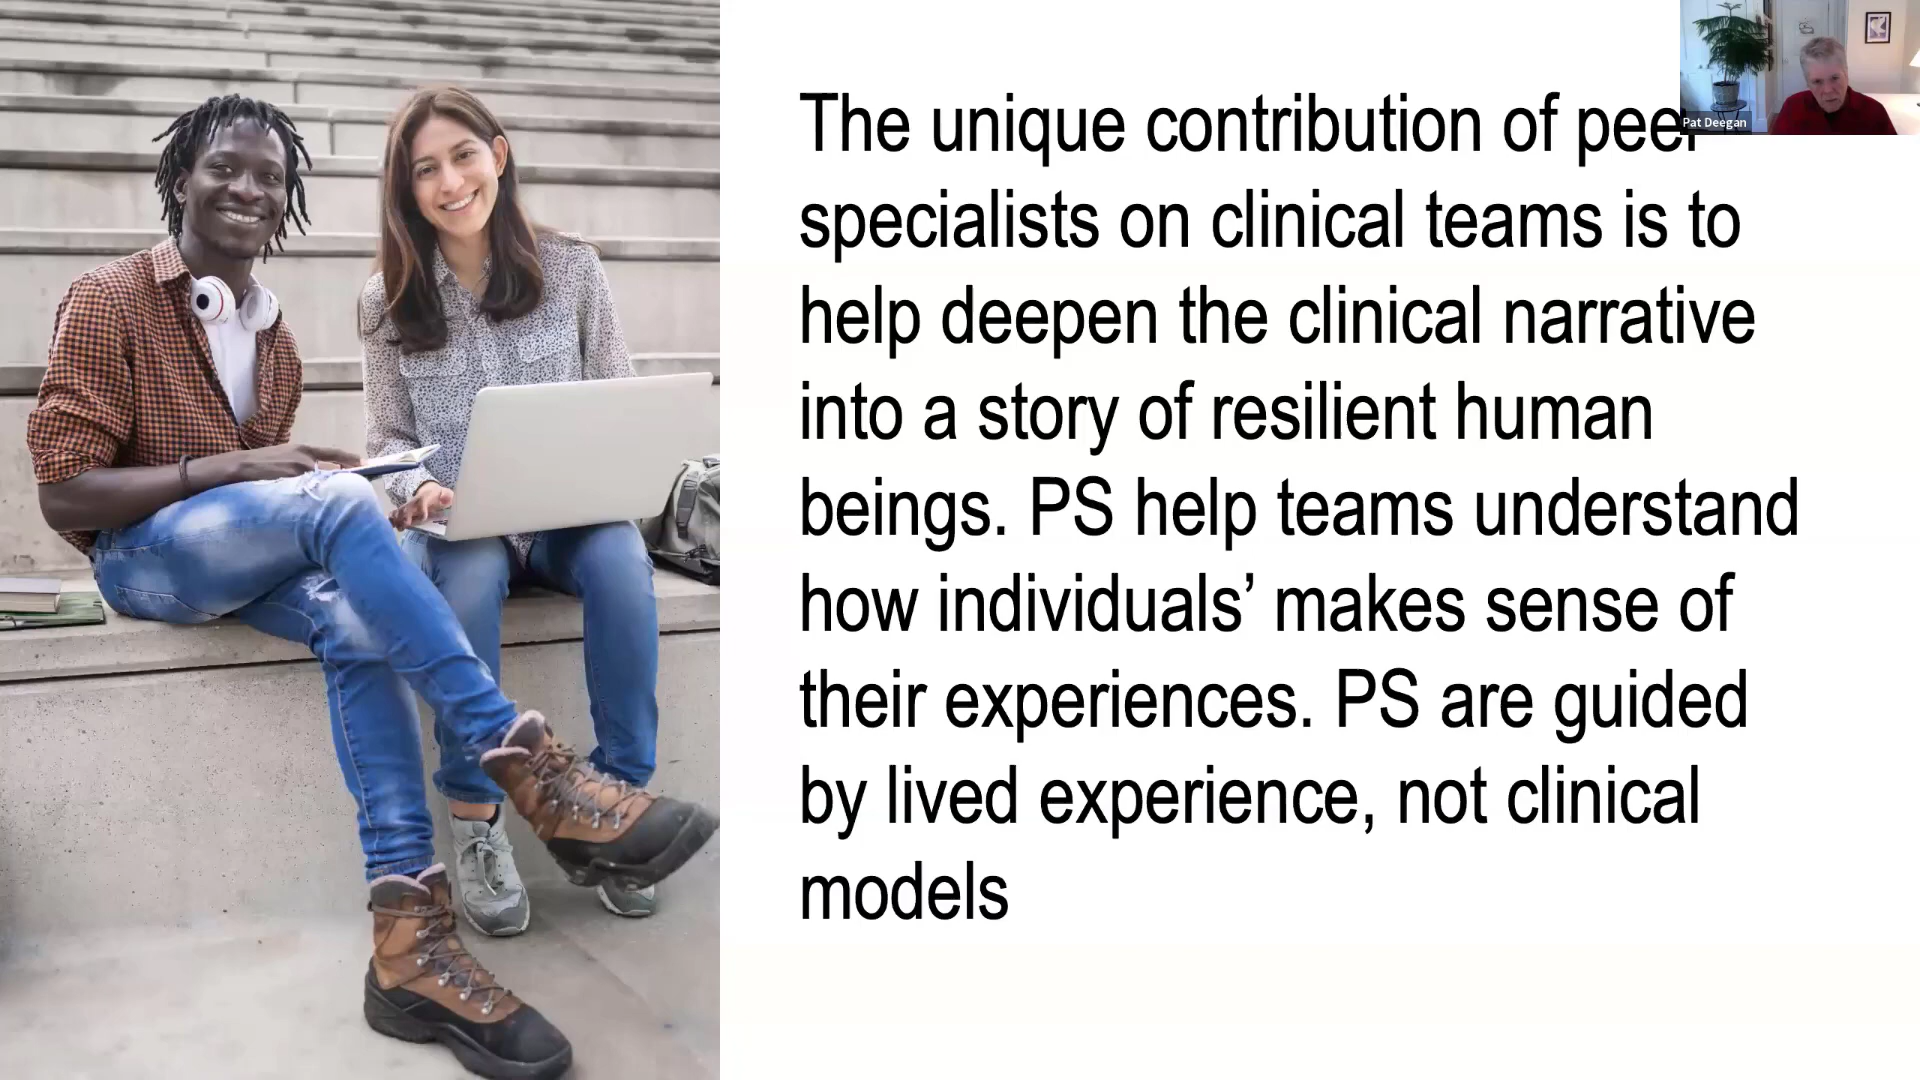 The unique contribution of peer
specialists on clinical teams is to
help deepen the clinical narrative
into a story of resilient human
beings. PS help teams understand
how individuals’ makes sense of
their experiences. PS are guided
by lived experience, not clinical
models
Pat Deegan